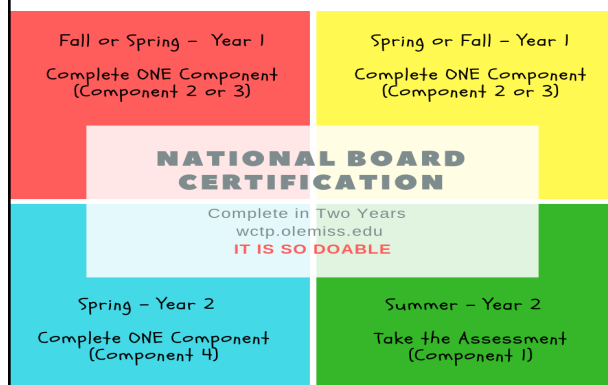 Fall or Spring - Year 1
Complete ONE Component
(Component 2 or 3)
Spring or Fall - Year 1
Complete ONE Component
(Component 2 or 3)
NATIONAL BOARD
CERTIFICATION
Complete in Two Years
wctp.olemiss.edu
IT IS SO DOABLE
Spring - Year 2
Complete ONE Component
(Component 4)
Summer - Year 2
Take the Assessment
(Component 1)